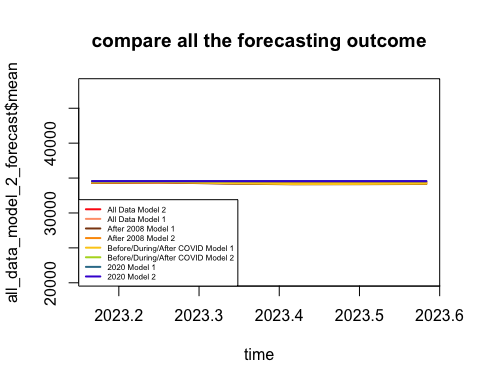 compare all the forecasting outcome
all_data_model_2_forecast$mean
40000
30000
20000
All Data Model 2
All Data Model 1
After 2008 Model 1
After 2008 Model 2
Before/During/After COVID Model 1
Before/During/After COVID Model 2
2020 Model 1
2020 Model 2
2023.2 2023.3 2023.4 2023.5 2023.6
time